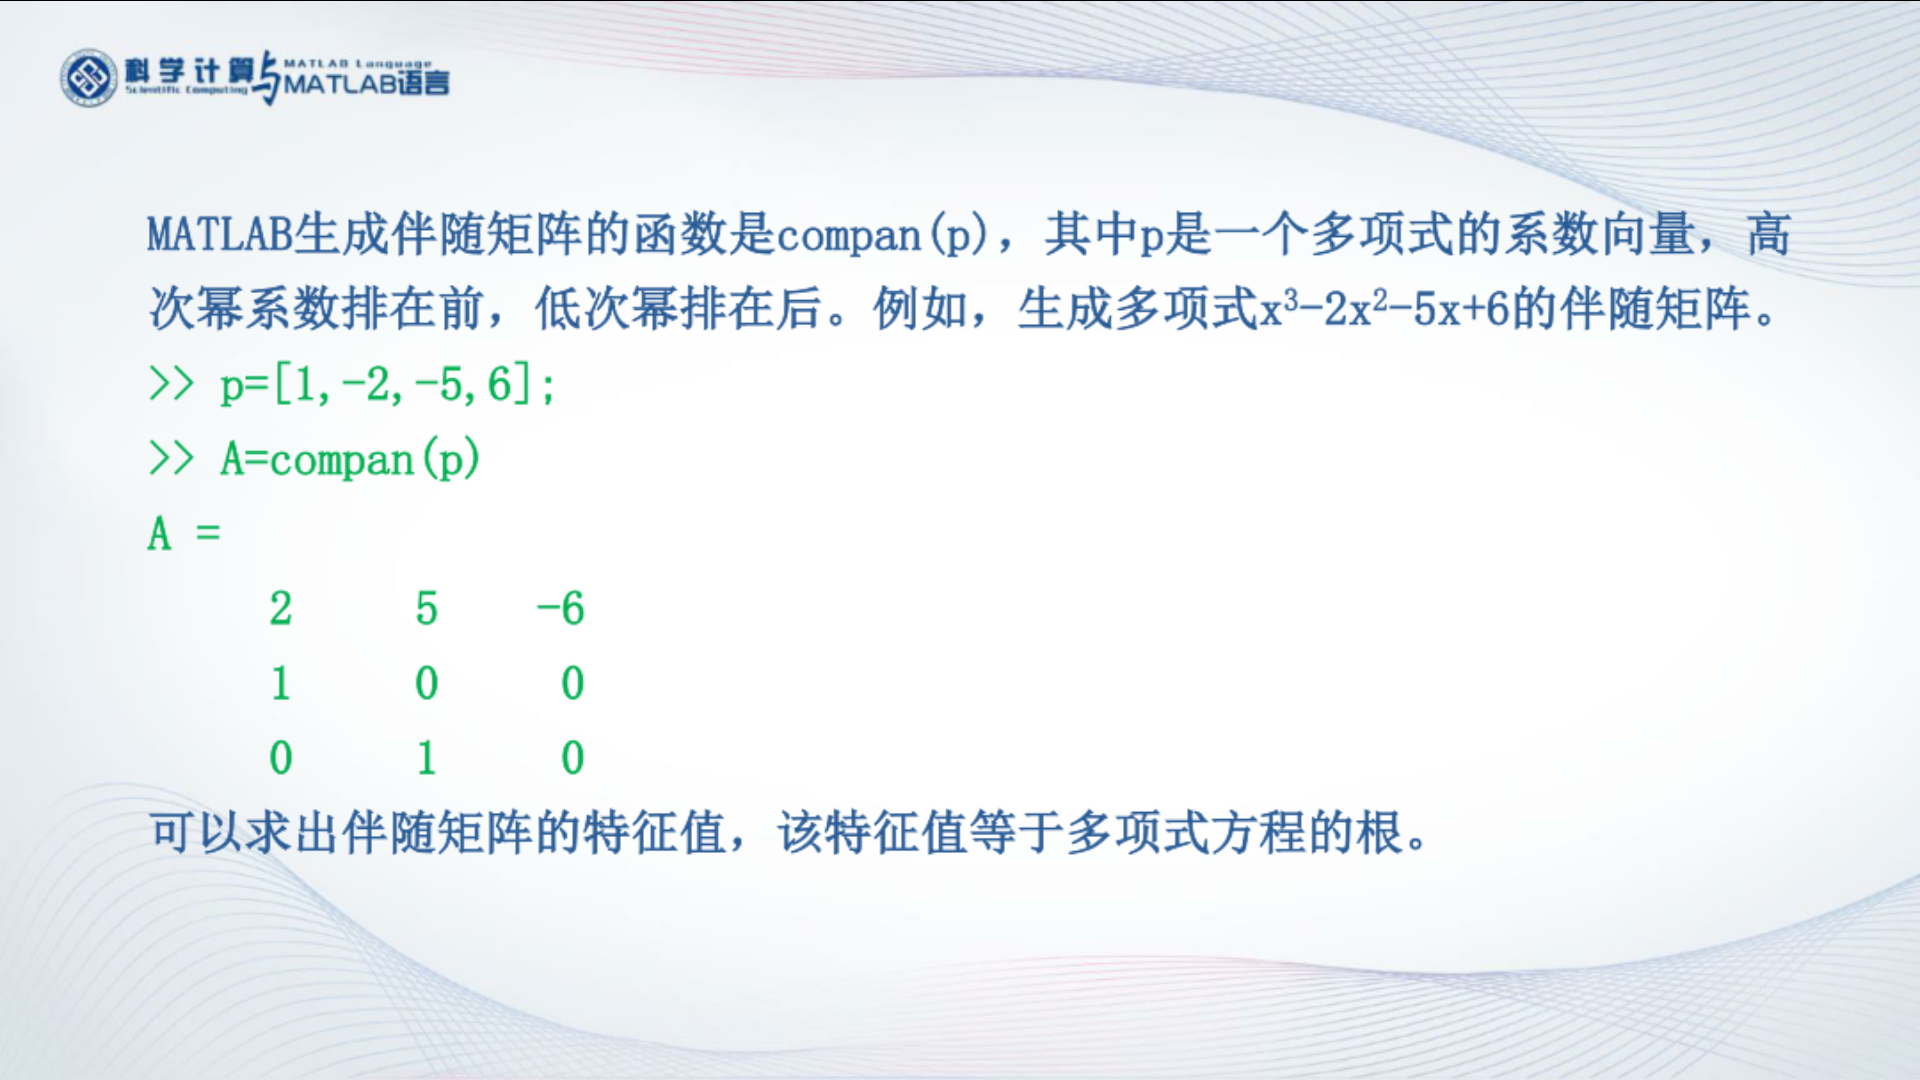 科学计算与MATLAB语言
Scientific Computing MATLAB Language
MATLAB生成伴随矩阵的函数是compan(p)，其中p是一个多项式的系数向量，高
次幂系数排在前，低次幂排在后。例如，生成多项式x³-2x²-5x+6的伴随矩阵。
>> p=[1,-2,-5,6];
>> A=compan(p)
A =
2 5 -6
1 0 0
0 1 0
可以求出伴随矩阵的特征值，该特征值等于多项式方程的根。